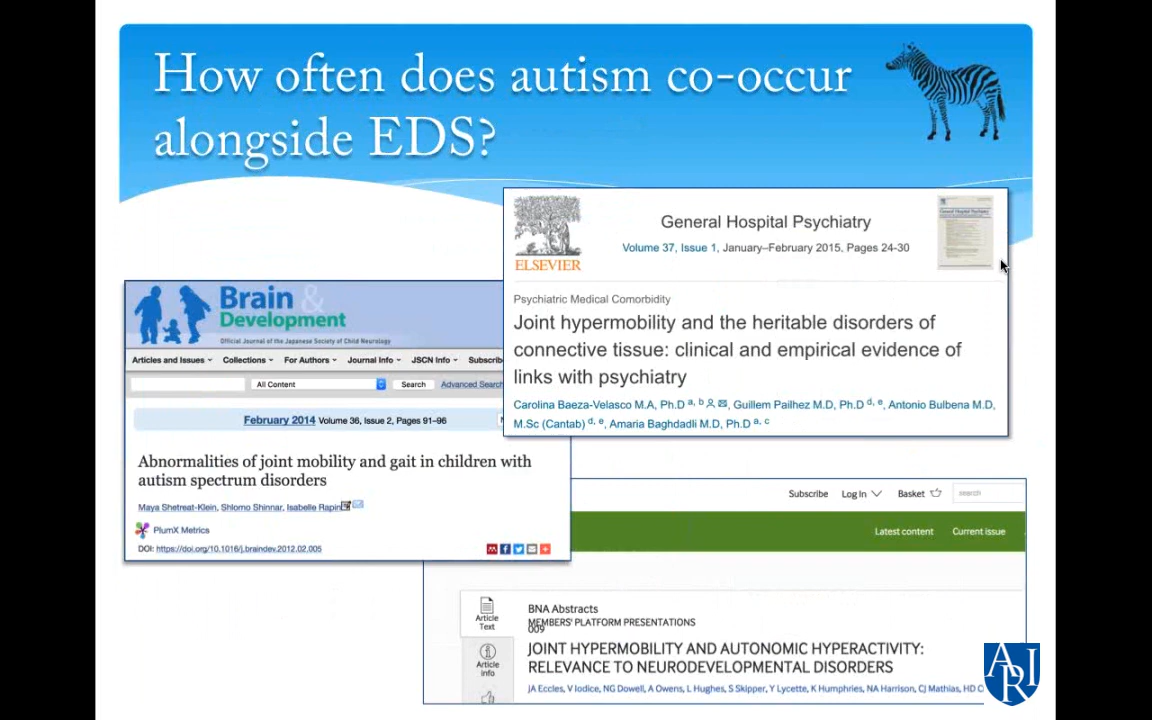 How often does autism co-occur
alongside EDS?
ELSEVIER
General Hospital Psychiatry
Volume 37, Issue 1, January–February 2015, Pages 24-30
Psychiatric Medical Comorbidity
Joint hypermobility and the heritable disorders of
connective tissue: clinical and empirical evidence of
links with psychiatry
Carolina Baeza-Velasco M.A, Ph.D a, b, Guillem Pailhez M.D, Ph.D d, e, Antonio Bulbena M.D,
M.Sc (Cantab) d, e, Amaria Baghdadli M.D, Ph.D a, c
Brain &
Development
Official Journal of the Japanese Society of Child Neurology
Articles and Issues Collections For Authors Journal Info JSCN Info Subscrib
All Content Search Advanced Search
February 2014 Volume 36, Issue 2, Pages 91–96
Abnormalities of joint mobility and gait in children with
autism spectrum disorders
Maya Shetreat-Klein, Shlomo Shinnar, Isabelle Rapin
PlumX Metrics
DOI: https://doi.org/10.1016/j.braindev.2012.02.005
Subscribe Log In Basket search
Latest content Current issue
Article
Text
Article
info
BNA Abstracts
MEMBERS' PLATFORM PRESENTATIONS
009
JOINT HYPERMOBILITY AND AUTONOMIC HYPERACTIVITY:
RELEVANCE TO NEURODEVELOPMENTAL DISORDERS
JA Eccles, V Iodice, NG Dowell, A Owens, L Hughes, S Skipper, Y Lycette, K Humphries, NA Harrison, CJ Mathias, HD C
ARI